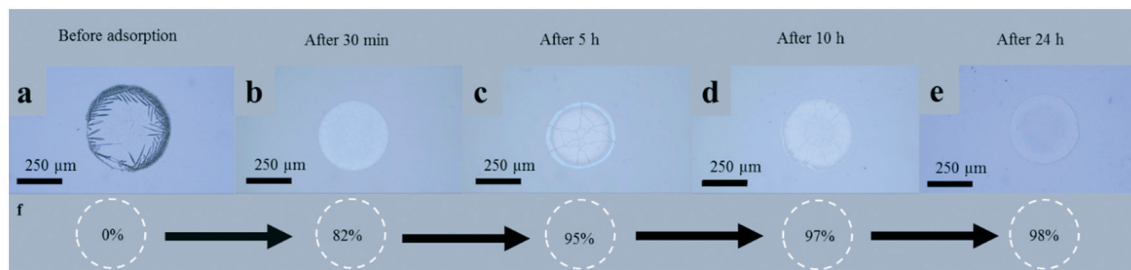 Before adsorption
After 30 min
After 5 h
After 10 h
After 24 h
a
b
c
d
e
250 µm
250 µm
250 µm
250 µm
250 µm
f
0%
82%
95%
97%
98%